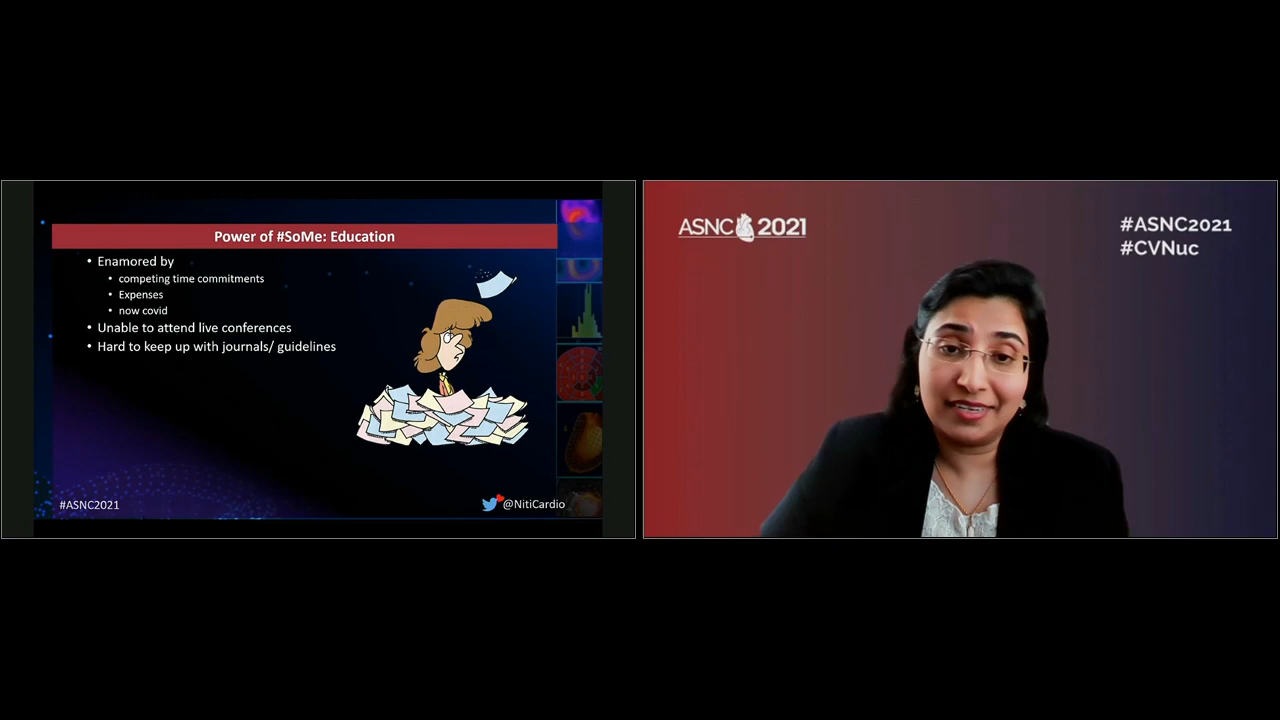 Power of #SoMe: Education
• Enamored by
• competing time commitments
• Expenses
• now covid
• Unable to attend live conferences
• Hard to keep up with journals/ guidelines
#ASNC2021
@NitiCardio
ASNC 2021
#ASNC2021
#CVNuc